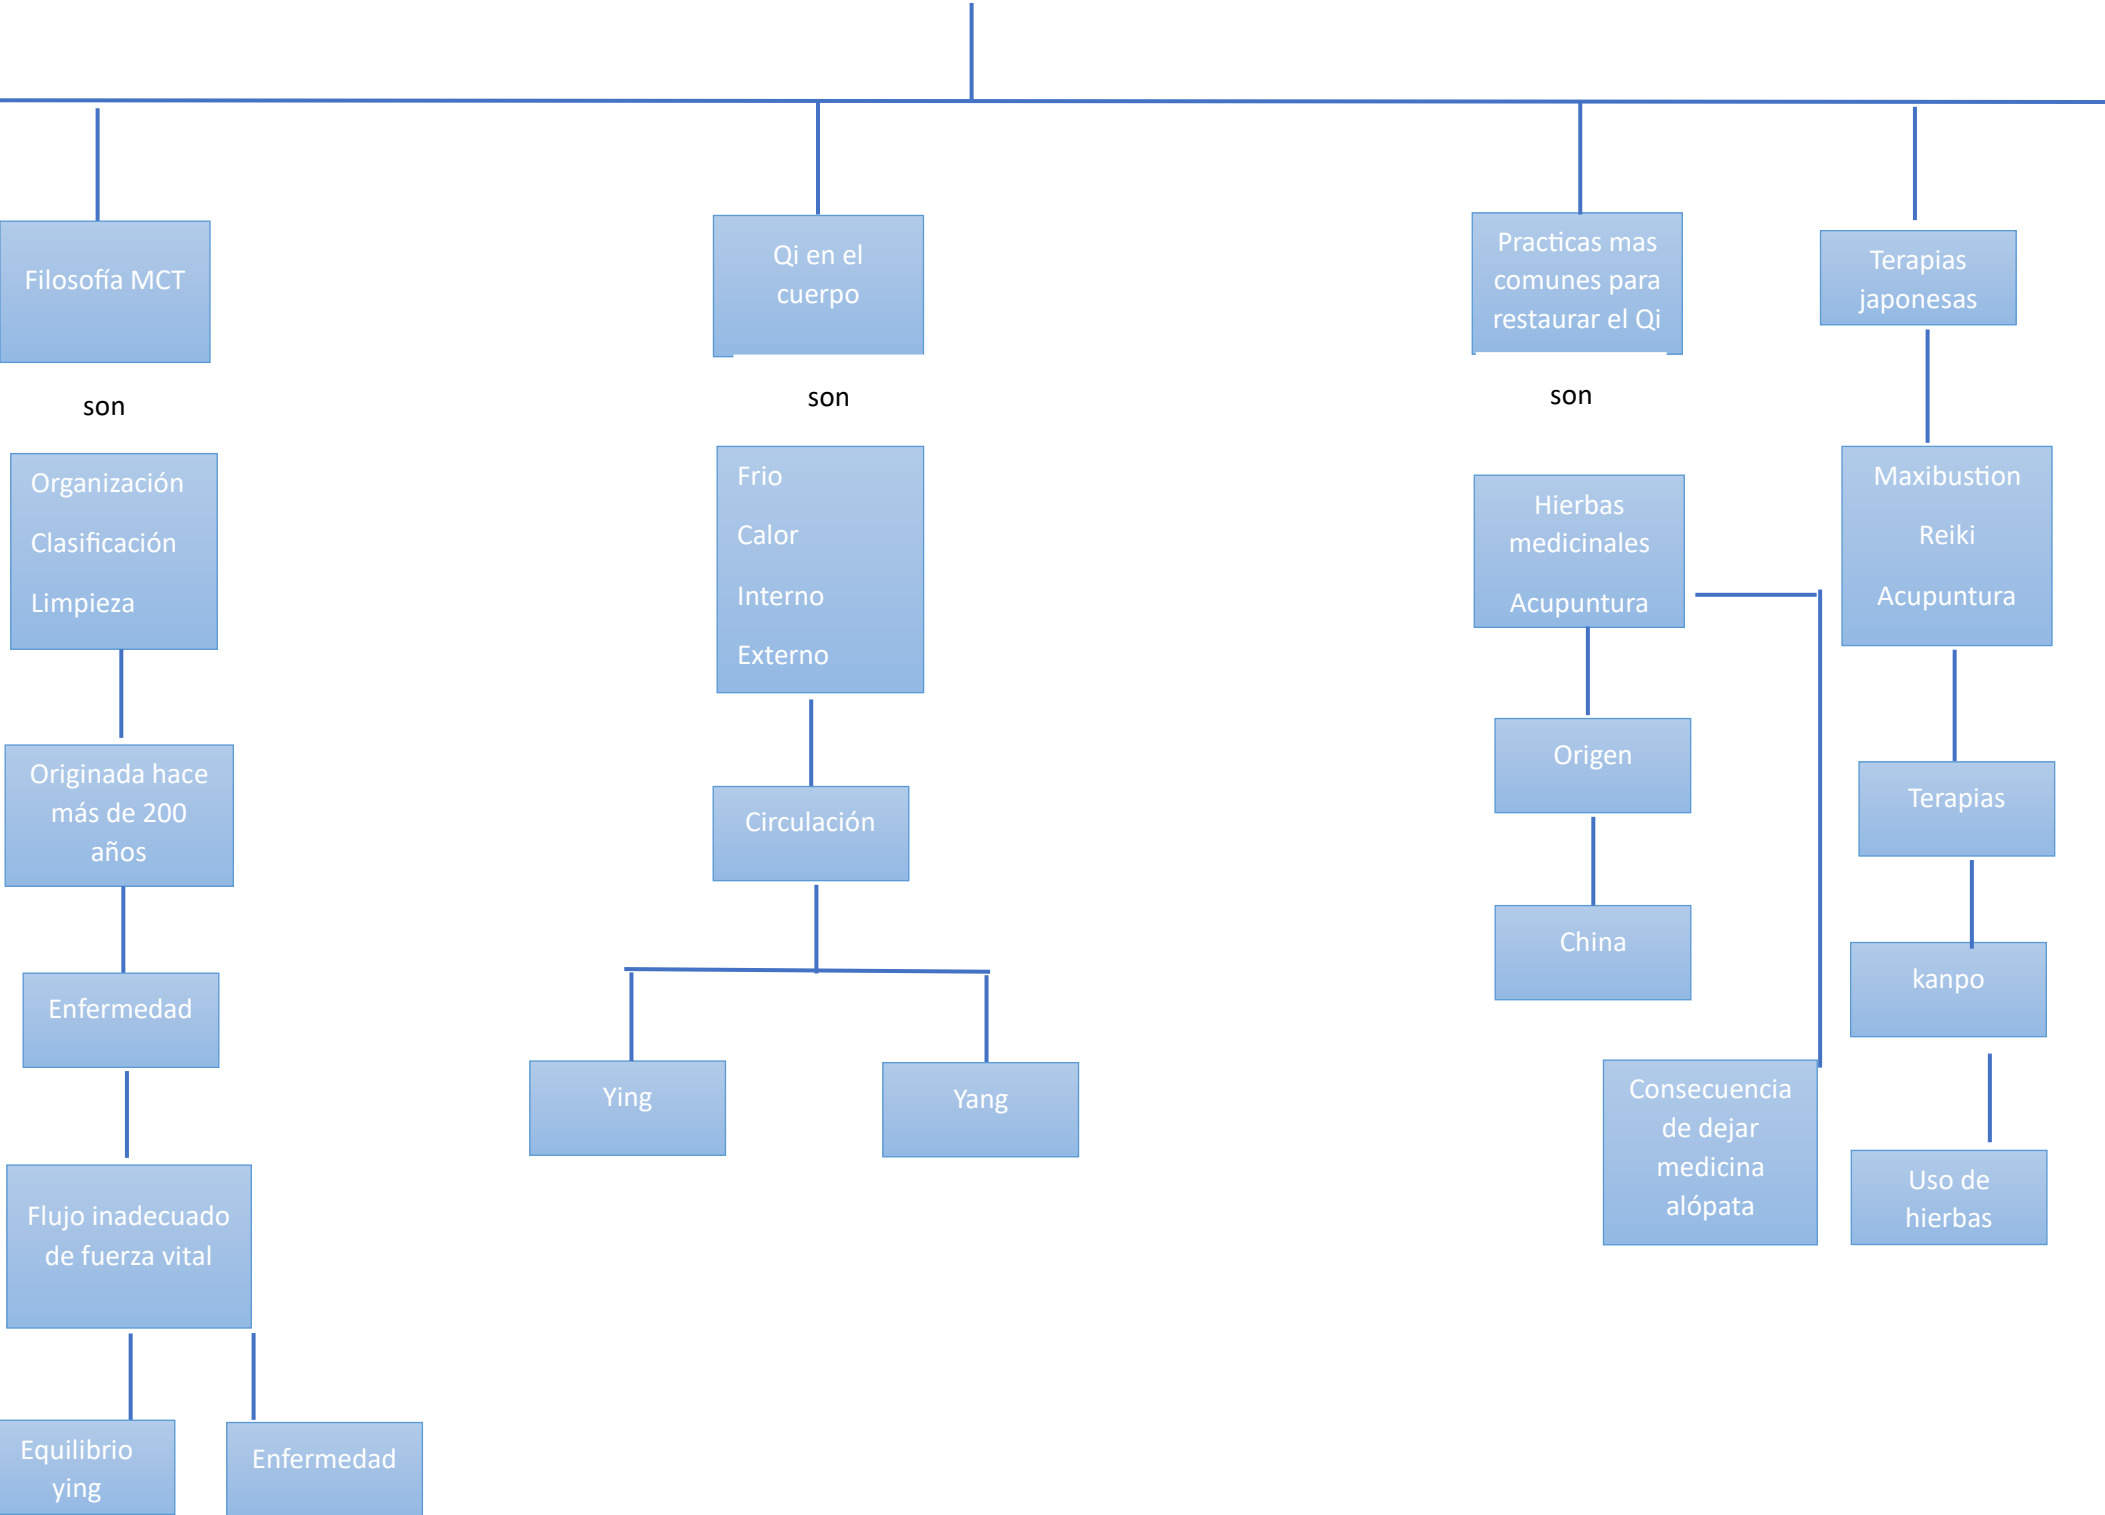 Filosofía MCT
son
Organización
Clasificación
Limpieza
Originada hace
más de 200
años
Enfermedad
Flujo inadecuado
de fuerza vital
Equilibrio
ying
Enfermedad
Qi en el
cuerpo
son
Frio
Calor
Interno
Externo
Circulación
Ying
Yang
Practicas mas
comunes para
restaurar el Qi
son
Hierbas
medicinales
Acupuntura
Origen
China
Consecuencia
de dejar
medicina
alópata
Terapias
japonesas
Maxibustion
Reiki
Acupuntura
Terapias
kanpo
Uso de
hierbas